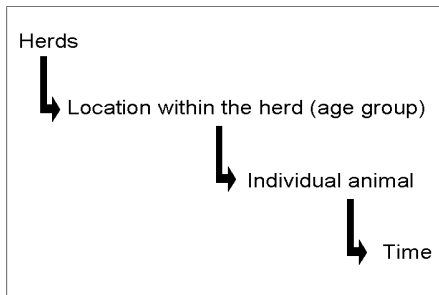 Herds
Location within the herd (age group)
Individual animal
Time